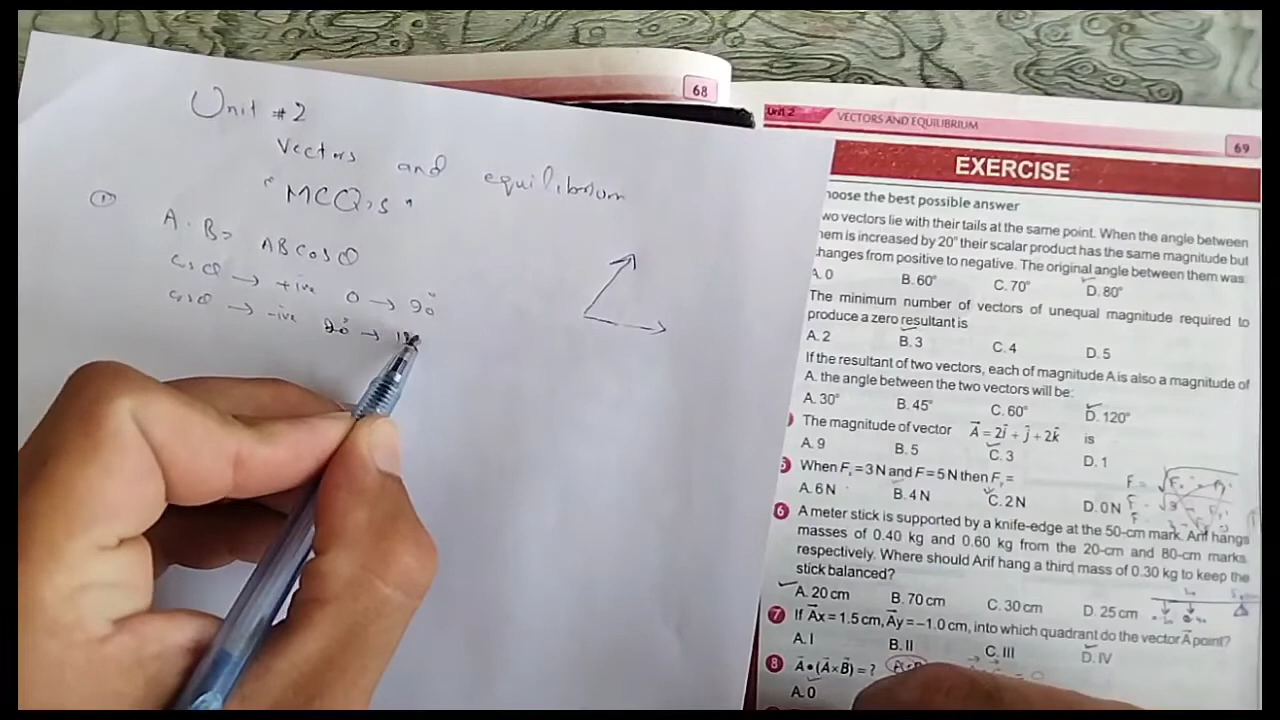 68
Unit #2
Vectors and equilibrium
"MCQ,s"
①
A . B = AB Cos θ
Cos θ → +ive 0 → 90°
Cos θ → -ive 90° →
Unit 2 VECTORS AND EQUILIBRIUM 69
EXERCISE
hoose the best possible answer
wo vectors lie with their tails at the same point. When the angle between
hem is increased by 20° their scalar product has the same magnitude but
changes from positive to negative. The original angle between them was:
A. 0 B. 60° C. 70° D. 80°
The minimum number of vectors of unequal magnitude required to
produce a zero resultant is
A. 2 B. 3 C. 4 D. 5
If the resultant of two vectors, each of magnitude A is also a magnitude of
A. the angle between the two vectors will be:
A. 30° B. 45° C. 60° D. 120°
The magnitude of vector A⃗ = 2î + ĵ + 2k̂ is
A. 9 B. 5 C. 3 D. 1
5 When Fₓ = 3 N and F = 5 N then Fᵧ =
A. 6 N B. 4 N C. 2 N D. 0 N
6 A meter stick is supported by a knife-edge at the 50-cm mark. Arif hangs
masses of 0.40 kg and 0.60 kg from the 20-cm and 80-cm marks
respectively. Where should Arif hang a third mass of 0.30 kg to keep the
stick balanced?
A. 20 cm B. 70 cm C. 30 cm D. 25 cm
7 If A⃗x = 1.5 cm, A⃗y = –1.0 cm, into which quadrant do the vector A⃗ point?
A. I B. II C. III D. IV
8 A⃗•(A⃗×B⃗) = ?
A. 0